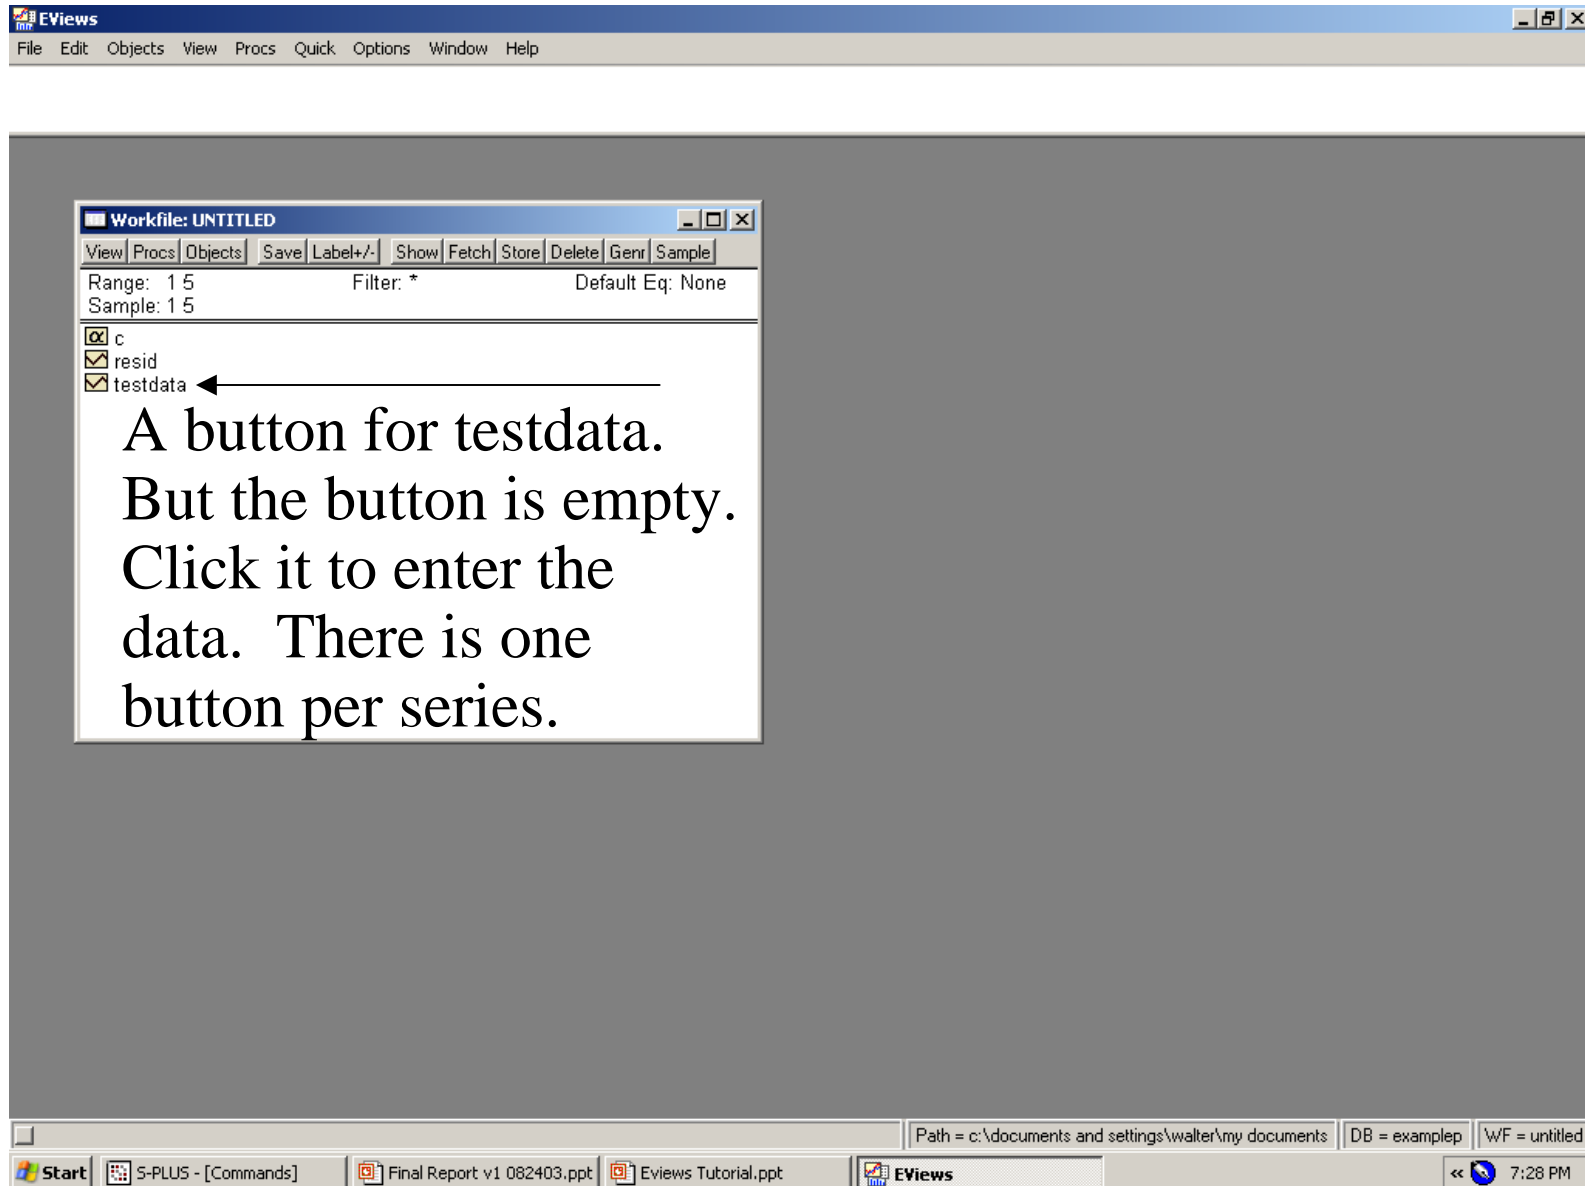 EViews
File Edit Objects View Procs Quick Options Window Help
Workfile: UNTITLED
View Procs Objects Save Label+/- Show Fetch Store Delete Genr Sample
Range: 1 5 Filter: * Default Eq: None
Sample: 1 5
c
resid
testdata
A button for testdata.
But the button is empty.
Click it to enter the
data. There is one
button per series.
Path = c:\documents and settings\walter\my documents DB = examplep WF = untitled
Start S-PLUS - [Commands] Final Report v1 082403.ppt Eviews Tutorial.ppt EViews « 7:28 PM